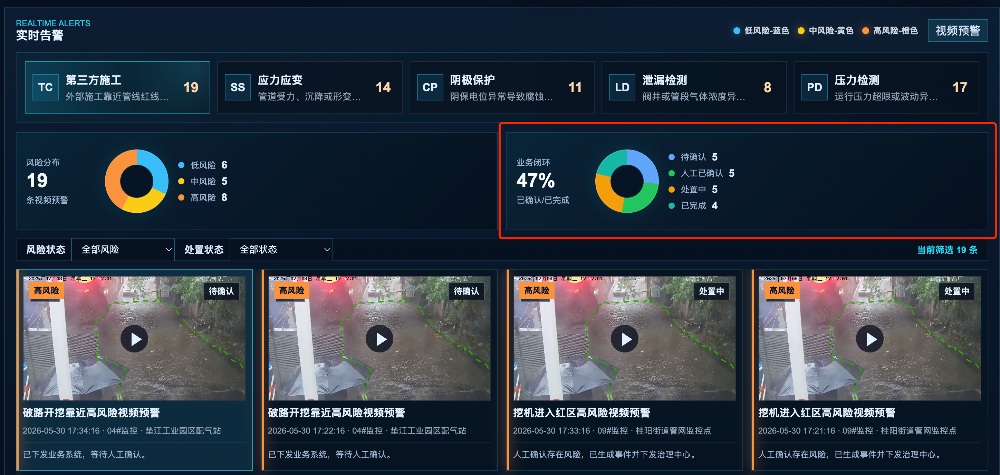 REALTIME ALERTS
实时告警
低风险-蓝色
中风险-黄色
高风险-橙色
视频预警
TC
第三方施工
外部施工靠近管线红线...
19
SS
应力应变
管道受力、沉降或形变...
14
CP
阴极保护
阴保电位异常导致腐蚀...
11
LD
泄漏检测
阀井或管段气体浓度异...
8
PD
压力检测
运行压力超限或波动异...
17
风险分布
19
条视频预警
低风险 6
中风险 5
高风险 8
业务闭环
47%
已确认/已完成
待确认 5
人工已确认 5
处置中 5
已完成 4
风险状态
全部风险
处置状态
全部状态
当前筛选 19 条
2025年07月08日 星期二 17:57:01
新桥铝制品厂
高风险
待确认
破路开挖靠近高风险视频预警
2026-05-30 17:34:16 · 04#监控 · 垫江工业园区配气站
已下发业务系统，等待人工确认。
2025年07月08日 星期二 17:57:01
新桥铝制品厂
高风险
待确认
破路开挖靠近高风险视频预警
2026-05-30 17:22:16 · 04#监控 · 垫江工业园区配气站
已下发业务系统，等待人工确认。
2025年07月08日 星期二 17:57:01
新桥铝制品厂
高风险
处置中
挖机进入红区高风险视频预警
2026-05-30 17:33:16 · 09#监控 · 桂阳街道管网监控点
人工确认存在风险，已生成事件并下发治理中心。
2025年07月08日 星期二 17:57:01
新桥铝制品厂
高风险
处置中
挖机进入红区高风险视频预警
2026-05-30 17:21:16 · 09#监控 · 桂阳街道管网监控点
人工确认存在风险，已生成事件并下发治理中心。